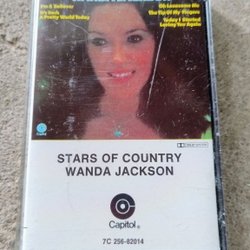 I'm A Believer
It's Such
A Pretty World Today
Oh Lonesome Me
The Tip Of My Fingers
Today I Started
Loving You Again
STARS OF COUNTRY
WANDA JACKSON
Capitol
7C 256-82014